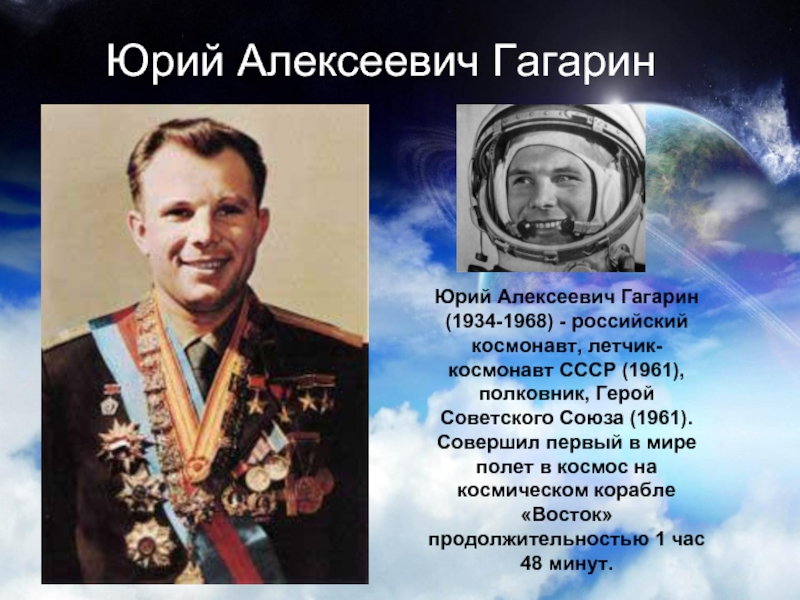 Юрий Алексеевич Гагарин
Юрий Алексеевич Гагарин
(1934-1968) - российский
космонавт, летчик-
космонавт СССР (1961),
полковник, Герой
Советского Союза (1961).
Совершил первый в мире
полет в космос на
космическом корабле
«Восток»
продолжительностью 1 час
48 минут.